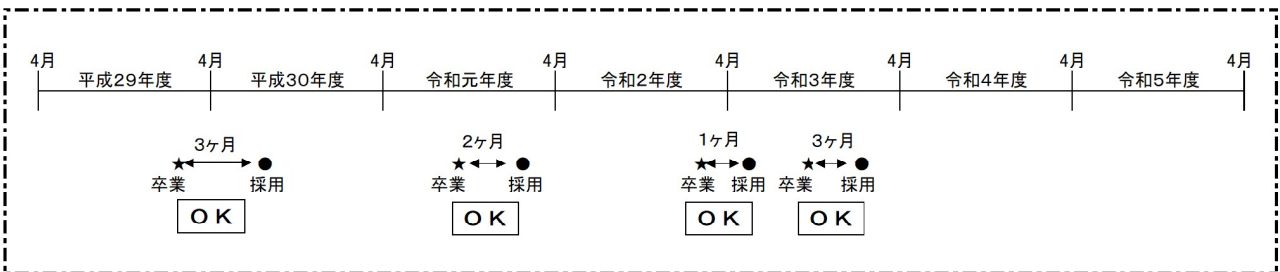 4月 4月 4月 4月 4月 4月 4月 4月
平成29年度 平成30年度 令和元年度 令和2年度 令和3年度 令和4年度 令和5年度
3ヶ月 2ヶ月 1ヶ月 3ヶ月
★ ● ★ ● ★ ● ★ ●
卒業 採用 卒業 採用 卒業 採用 卒業 採用
OK OK OK OK